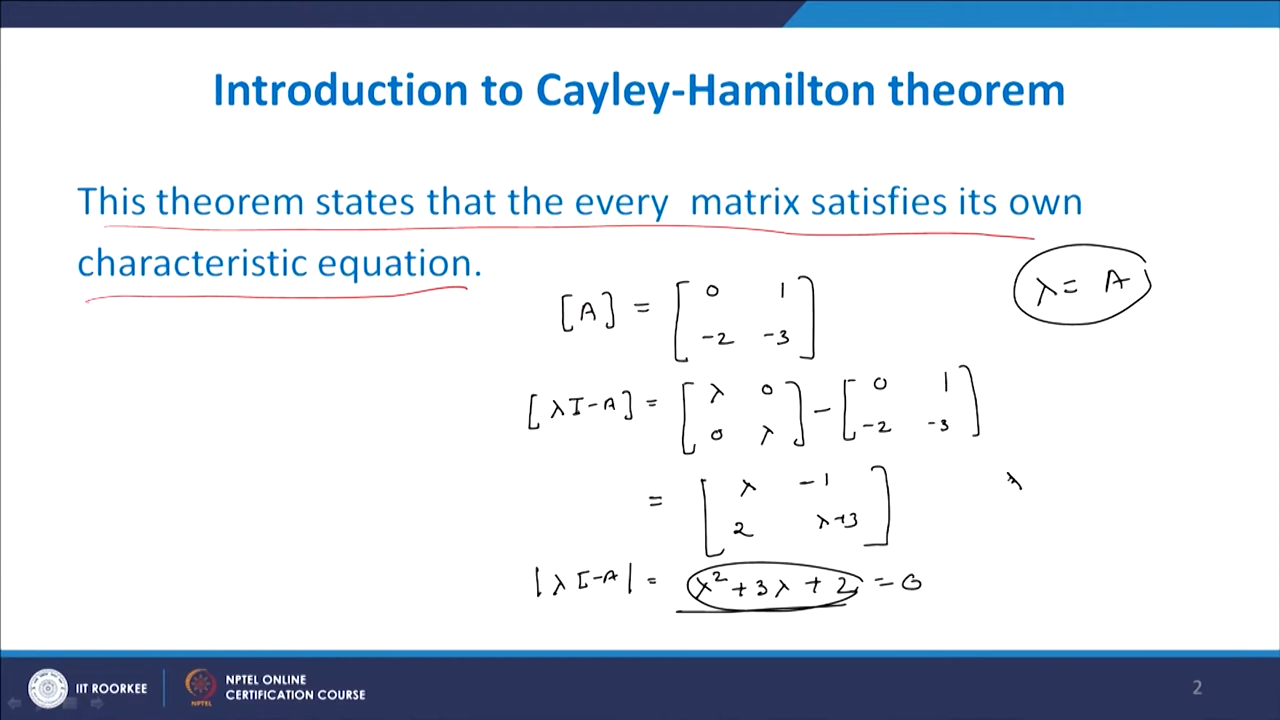 Introduction to Cayley-Hamilton theorem
This theorem states that the every matrix satisfies its own
characteristic equation.
λ = A
[A] = [0 1
-2 -3]
[λI-A] = [λ 0
0 λ] - [0 1
-2 -3]
= [λ -1
2 λ+3]
|λI-A| = λ²+3λ+2 = 0
IIT ROORKEE
NPTEL ONLINE
CERTIFICATION COURSE
NPTEL
2